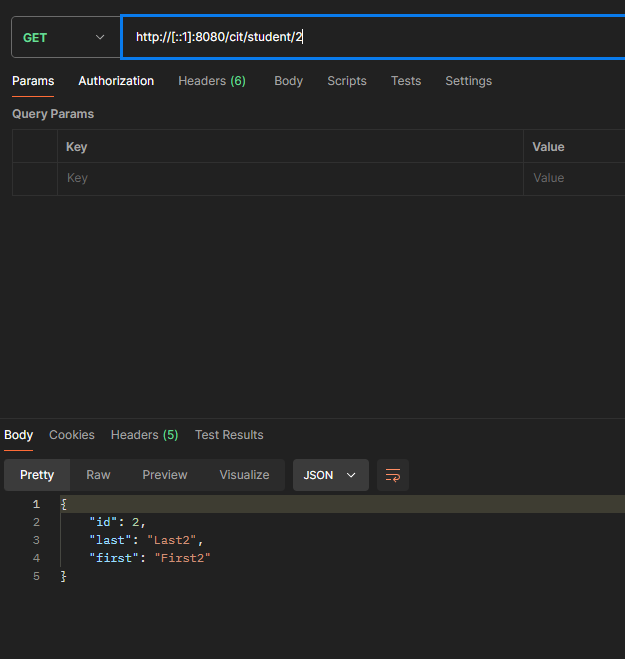 GET http://[::1]:8080/cit/student/2
Params Authorization Headers (6) Body Scripts Tests Settings
Query Params
Key Value
Key Value
Body Cookies Headers (5) Test Results
Pretty Raw Preview Visualize JSON
1 {
2 "id": 2,
3 "last": "Last2",
4 "first": "First2"
5 }